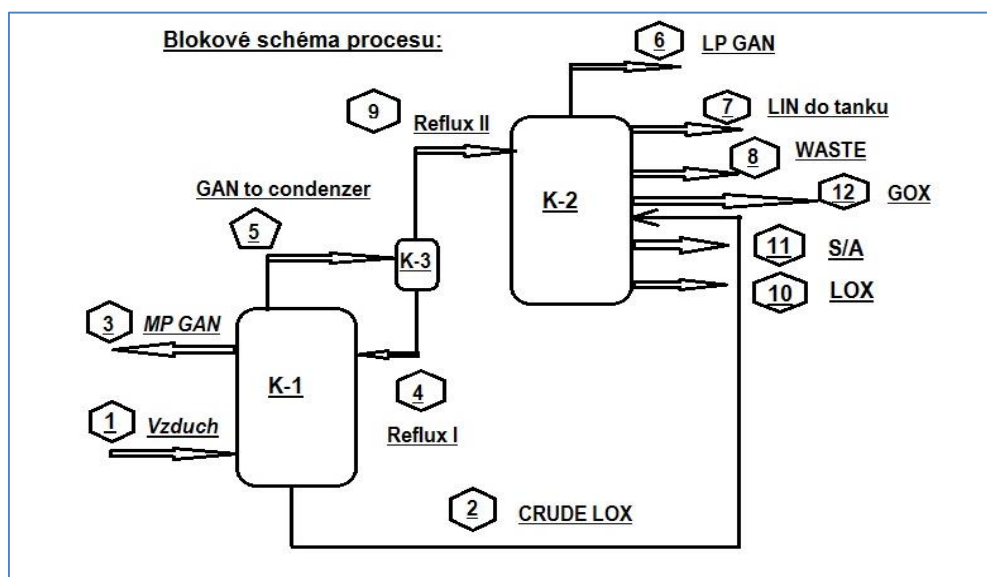 Blokové schéma procesu:
6 LP GAN
9 Reflux II
7 LIN do tanku
8 WASTE
GAN to condenzer
K-2
12 GOX
5
K-3
11 S/A
10 LOX
3 MP GAN
K-1
4
1 Vzduch
Reflux I
2 CRUDE LOX